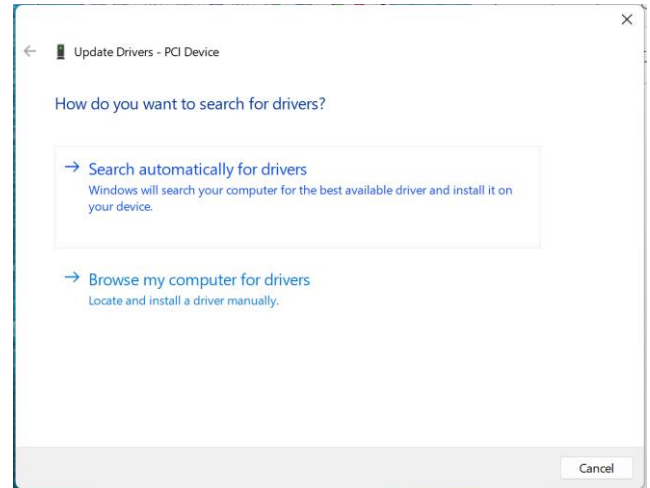 Update Drivers - PCI Device
How do you want to search for drivers?
Search automatically for drivers
Windows will search your computer for the best available driver and install it on
your device.
Browse my computer for drivers
Locate and install a driver manually.
Cancel